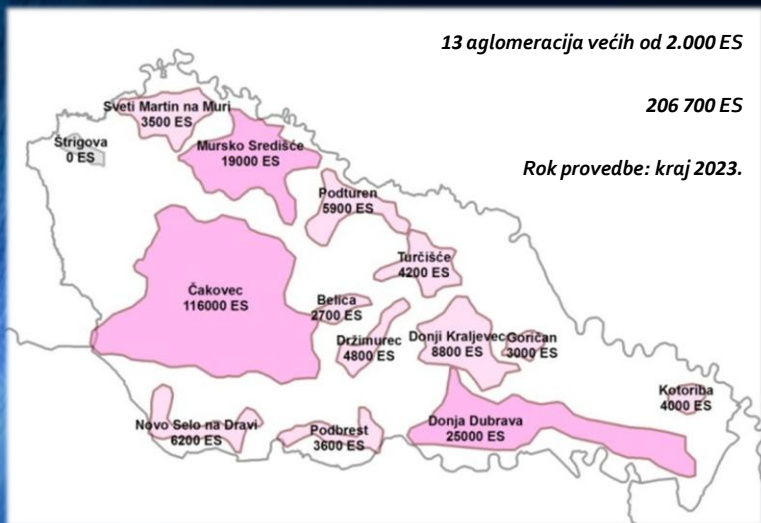 13 aglomeracija većih od 2.000 ES
206 700 ES
Rok provedbe: kraj 2023.
Sveti Martin na Muri
3500 ES
Štrigova
0 ES
Mursko Središće
19000 ES
Podturen
5900 ES
Turčišće
4200 ES
Čakovec
116000 ES
Belica
2700 ES
Držimurec
4800 ES
Donji Kraljevec
8800 ES
Goričan
3000 ES
Kotoriba
4000 ES
Novo Selo na Dravi
6200 ES
Podbrest
3600 ES
Donja Dubrava
25000 ES